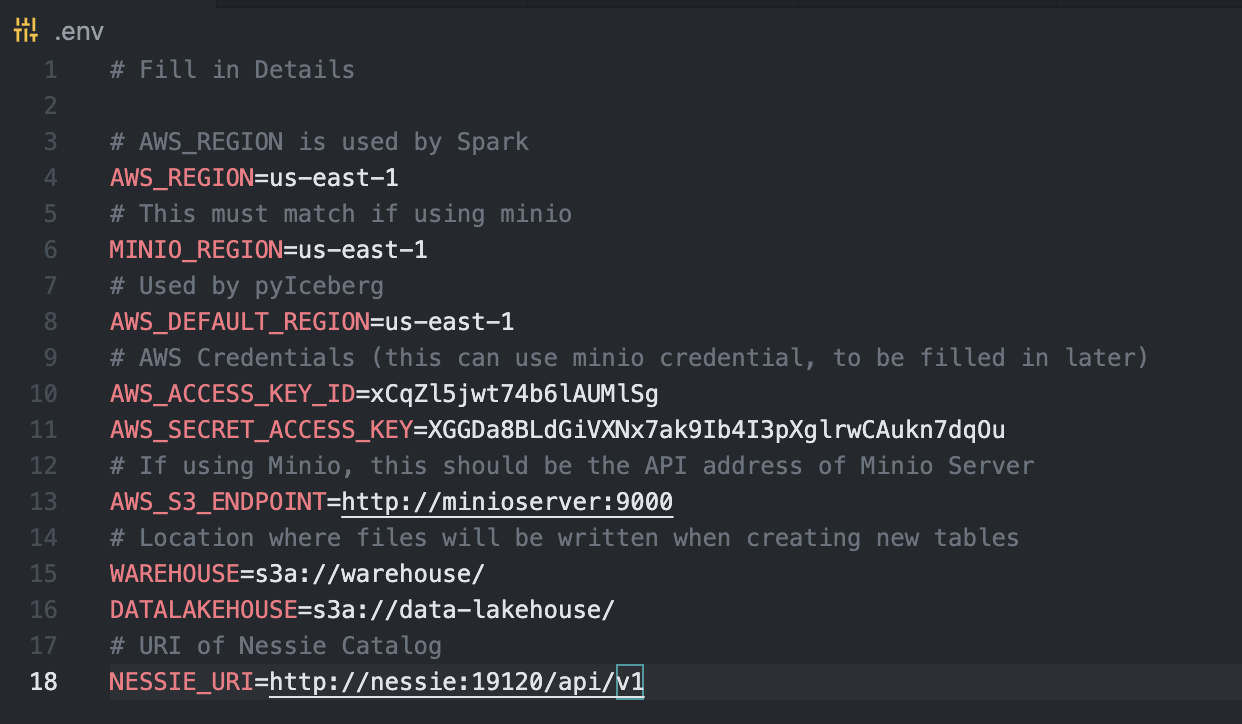 .env
1 # Fill in Details
2
3 # AWS_REGION is used by Spark
4 AWS_REGION=us-east-1
5 # This must match if using minio
6 MINIO_REGION=us-east-1
7 # Used by pyIceberg
8 AWS_DEFAULT_REGION=us-east-1
9 # AWS Credentials (this can use minio credential, to be filled in later)
10 AWS_ACCESS_KEY_ID=xCqZl5jwt74b6lAUMlSg
11 AWS_SECRET_ACCESS_KEY=XGGDa8BLdGiVXNx7ak9Ib4I3pXglrwCAukn7dqOu
12 # If using Minio, this should be the API address of Minio Server
13 AWS_S3_ENDPOINT=http://minioserver:9000
14 # Location where files will be written when creating new tables
15 WAREHOUSE=s3a://warehouse/
16 DATALAKEHOUSE=s3a://data-lakehouse/
17 # URI of Nessie Catalog
18 NESSIE_URI=http://nessie:19120/api/v1